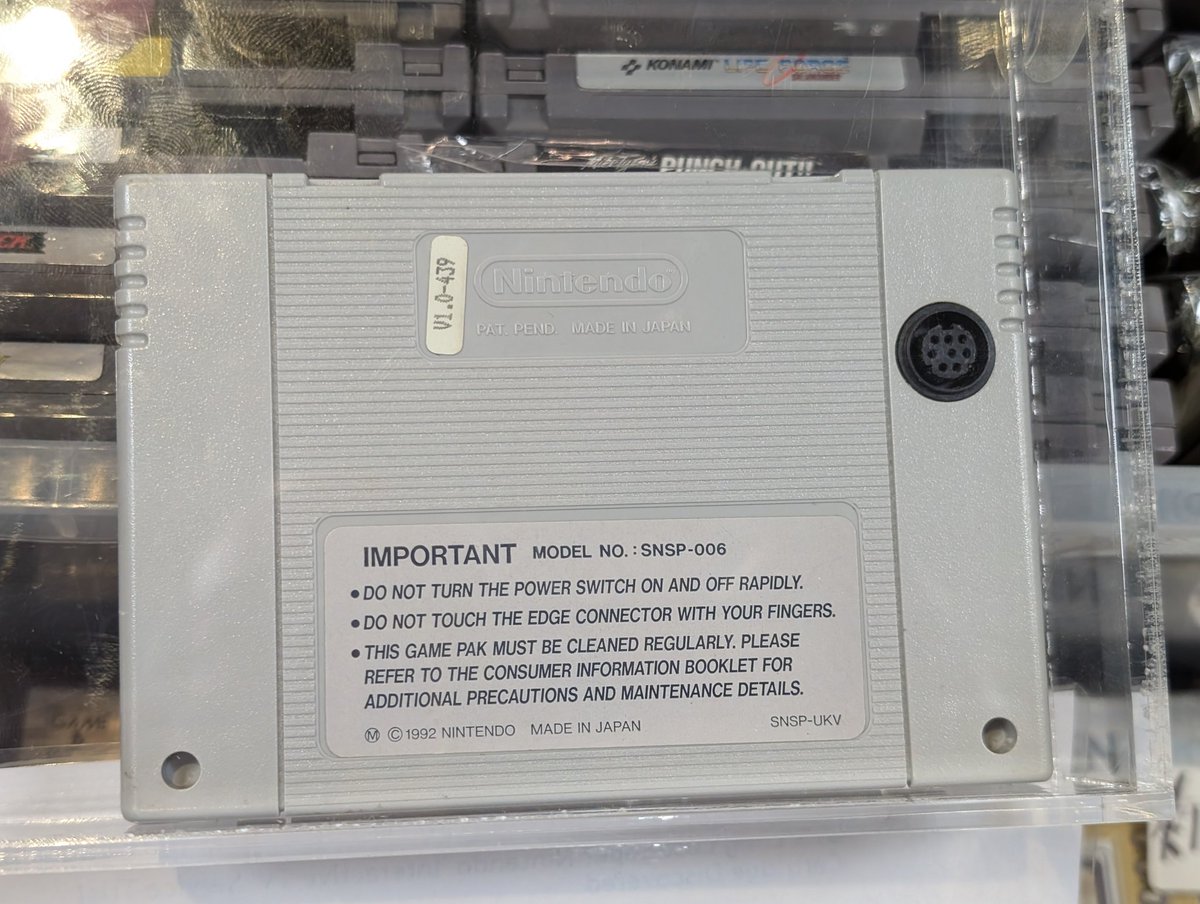 KONAMI LIFE FORCE
PUNCH-OUT!!
V1.0-439
Nintendo
PAT. PEND. MADE IN JAPAN
IMPORTANT MODEL NO.: SNSP-006
• DO NOT TURN THE POWER SWITCH ON AND OFF RAPIDLY.
• DO NOT TOUCH THE EDGE CONNECTOR WITH YOUR FINGERS.
• THIS GAME PAK MUST BE CLEANED REGULARLY. PLEASE
REFER TO THE CONSUMER INFORMATION BOOKLET FOR
ADDITIONAL PRECAUTIONS AND MAINTENANCE DETAILS.
Ⓜ © 1992 NINTENDO MADE IN JAPAN SNSP-UKV